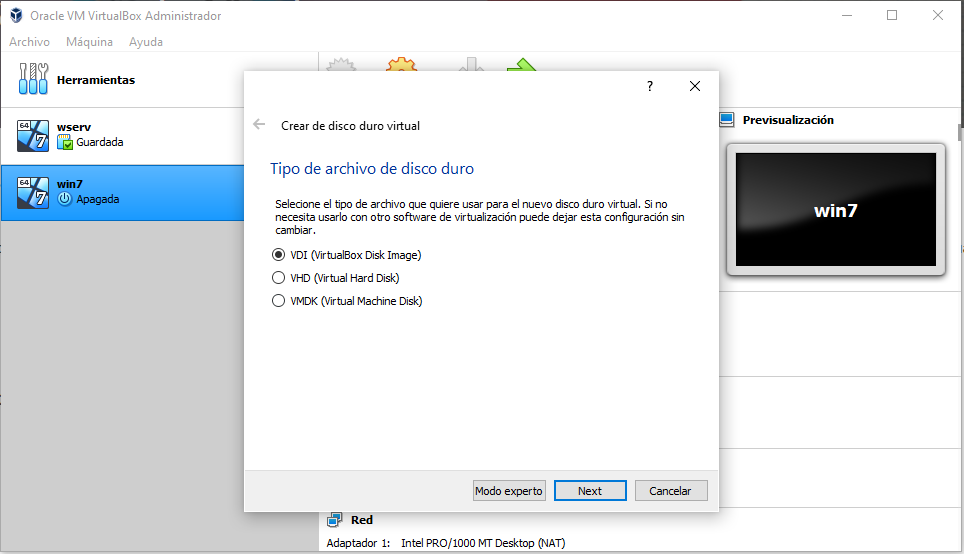 Oracle VM VirtualBox Administrador
Archivo Máquina Ayuda
Herramientas
64
7
wserv
Guardada
64
7
win7
Apagada
?
Crear de disco duro virtual
Tipo de archivo de disco duro
Seleccione el tipo de archivo que quiere usar para el nuevo disco duro virtual. Si no
necesita usarlo con otro software de virtualización puede dejar esta configuración sin
cambiar.
VDI (VirtualBox Disk Image)
VHD (Virtual Hard Disk)
VMDK (Virtual Machine Disk)
Modo experto Next Cancelar
Previsualización
win7
Red
Adaptador 1: Intel PRO/1000 MT Desktop (NAT)